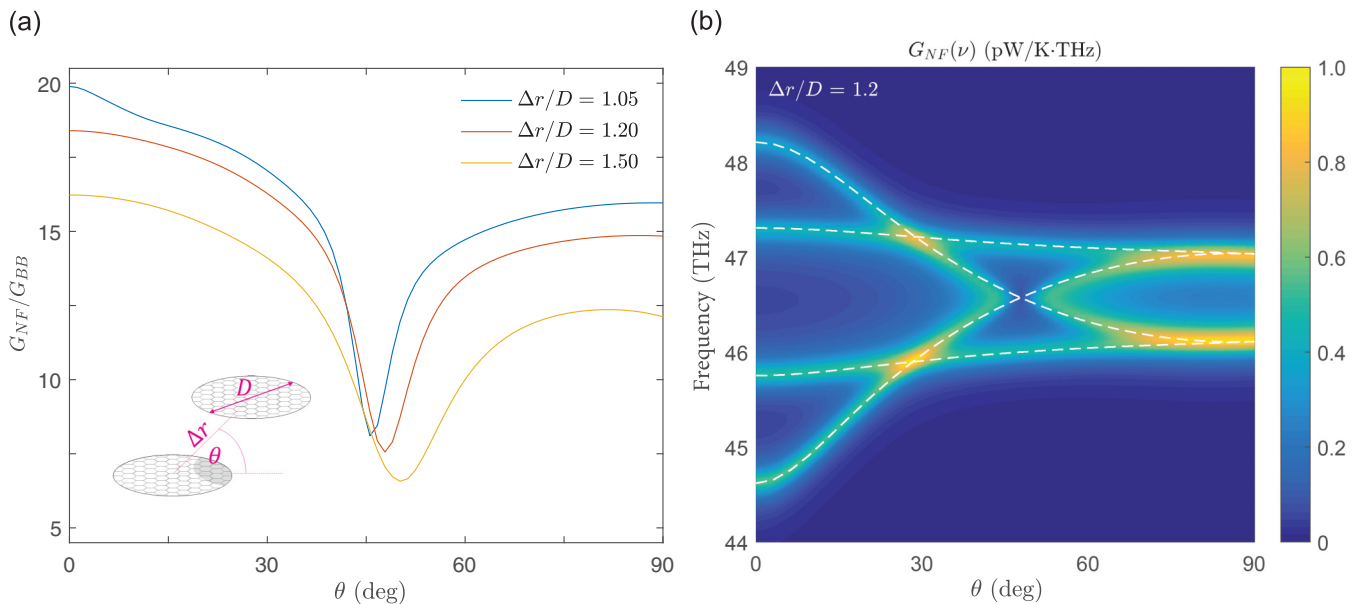 (a)
20
15
10
5
G_NF/G_BB
Δr/D = 1.05
Δr/D = 1.20
Δr/D = 1.50
D
Δr
θ
0
30
60
90
θ (deg)
(b)
G_NF(ν) (pW/K·THz)
Δr/D = 1.2
49
48
47
46
45
44
Frequency (THz)
0
30
60
90
θ (deg)
1.0
0.8
0.6
0.4
0.2
0